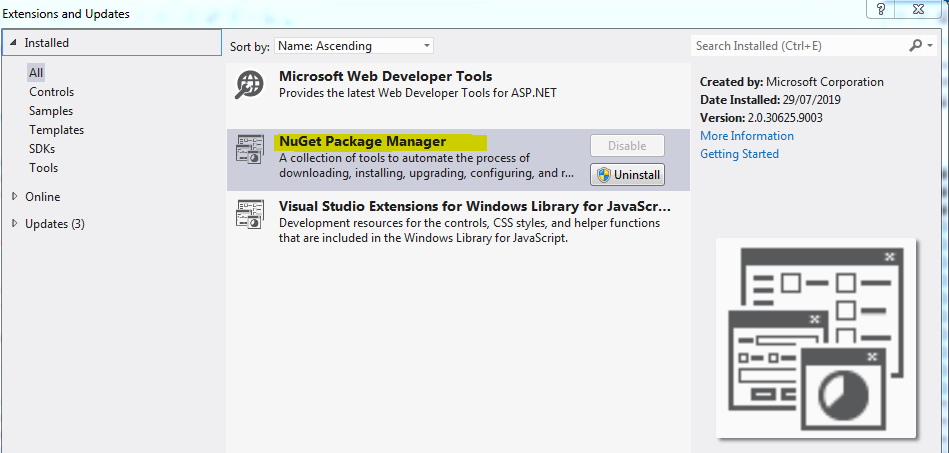 Extensions and Updates
?
Installed
Sort by: Name: Ascending
Search Installed (Ctrl+E)
All
Controls
Samples
Templates
SDKs
Tools
Online
Updates (3)
Microsoft Web Developer Tools
Provides the latest Web Developer Tools for ASP.NET
NuGet Package Manager
A collection of tools to automate the process of
downloading, installing, upgrading, configuring, and r...
Disable
Uninstall
Visual Studio Extensions for Windows Library for JavaScr...
Development resources for the controls, CSS styles, and helper functions
that are included in the Windows Library for JavaScript.
Created by: Microsoft Corporation
Date Installed: 29/07/2019
Version: 2.0.30625.9003
More Information
Getting Started